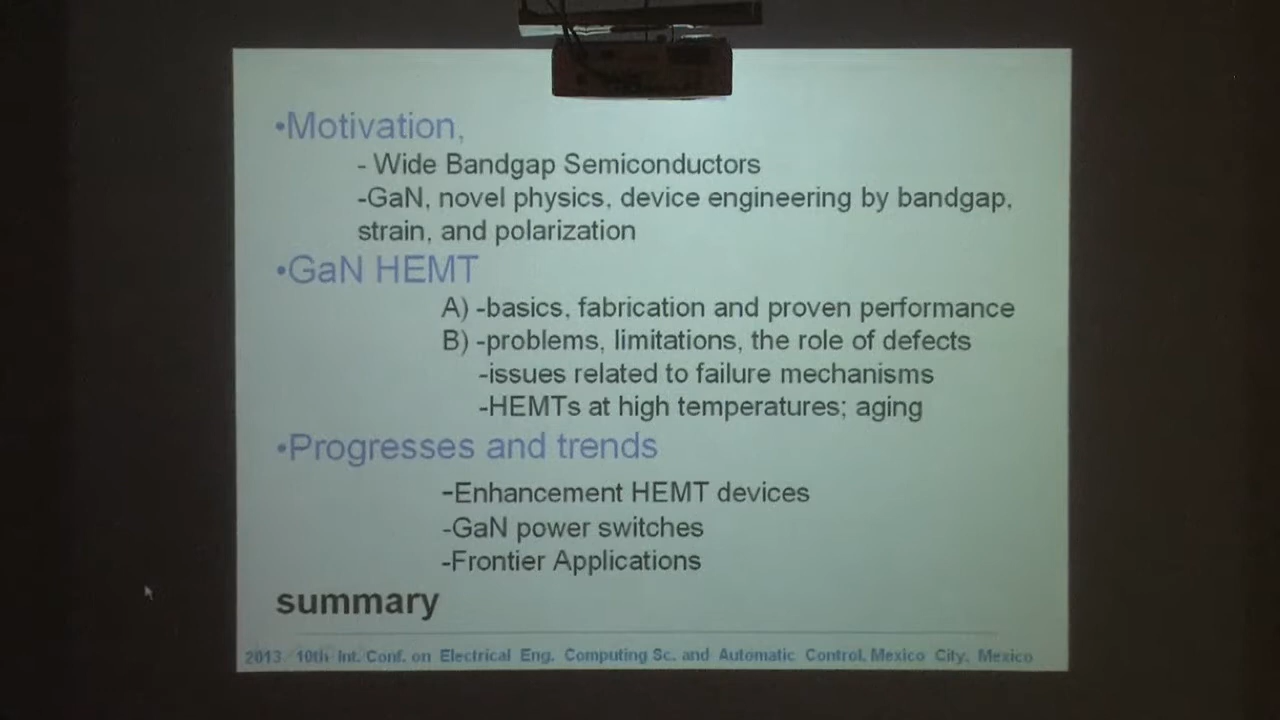 •Motivation,
- Wide Bandgap Semiconductors
-GaN, novel physics, device engineering by bandgap,
strain, and polarization
•GaN HEMT
A) -basics, fabrication and proven performance
B) -problems, limitations, the role of defects
-issues related to failure mechanisms
-HEMTs at high temperatures; aging
•Progresses and trends
-Enhancement HEMT devices
-GaN power switches
-Frontier Applications
summary
2013 10th Int. Conf. on Electrical Eng. Computing Sc. and Automatic Control, Mexico City, Mexico